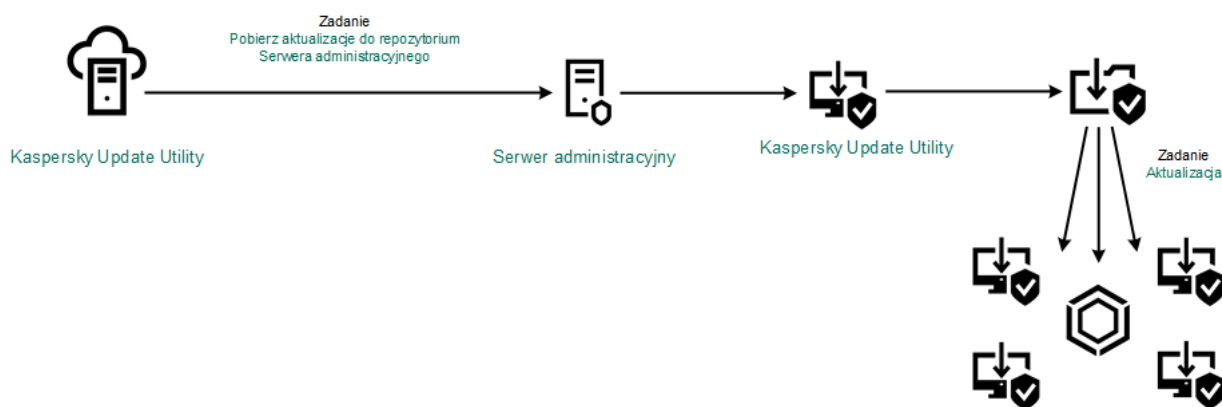 Zadanie
Pobierz aktualizacje do repozytorium
Serwera administracyjnego
Kaspersky Update Utility
Serwer administracyjny
Kaspersky Update Utility
Zadanie
Aktualizacja